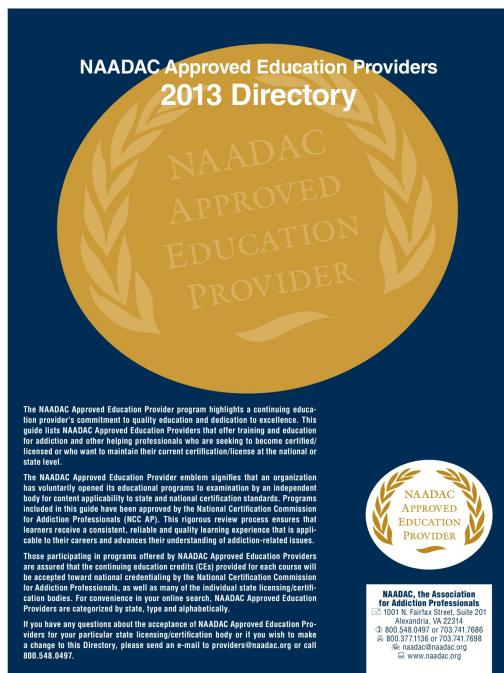 NAADAC Approved Education Providers
2013 Directory
NAADAC
APPROVED
EDUCATION
PROVIDER
The NAADAC Approved Education Provider program highlights a continuing educa-
tion provider's commitment to quality education and dedication to excellence. This
guide lists NAADAC Approved Education Providers that offer training and education
for addiction and other helping professionals who are seeking to become certified/
licensed or who want to maintain their current certification/license at the national or
state level.
The NAADAC Approved Education Provider emblem signifies that an organization
has voluntarily opened its educational programs to examination by an independent
body for content applicability to state and national certification standards. Programs
included in this guide have been approved by the National Certification Commission
for Addiction Professionals (NCC AP). This rigorous review process ensures that
learners receive a consistent, reliable and quality learning experience that is appli-
cable to their careers and advances their understanding of addiction-related issues.
Those participating in programs offered by NAADAC Approved Education Providers
are assured that the continuing education credits (CEs) provided for each course will
be accepted toward national credentialing by the National Certification Commission
for Addiction Professionals, as well as many of the individual state licensing/certifi-
cation bodies. For convenience in your online search, NAADAC Approved Education
Providers are categorized by state, type and alphabetically.
If you have any questions about the acceptance of NAADAC Approved Education Pro-
viders for your particular state licensing/certification body or if you wish to make
a change to this Directory, please send an e-mail to providers@naadac.org or call
800.548.0497.
NAADAC
APPROVED
EDUCATION
PROVIDER
NAADAC, the Association
for Addiction Professionals
1001 N. Fairfax Street, Suite 201
Alexandria, VA 22314
800.548.0497 or 703.741.7686
800.377.1136 or 703.741.7698
naadac@naadac.org
www.naadac.org